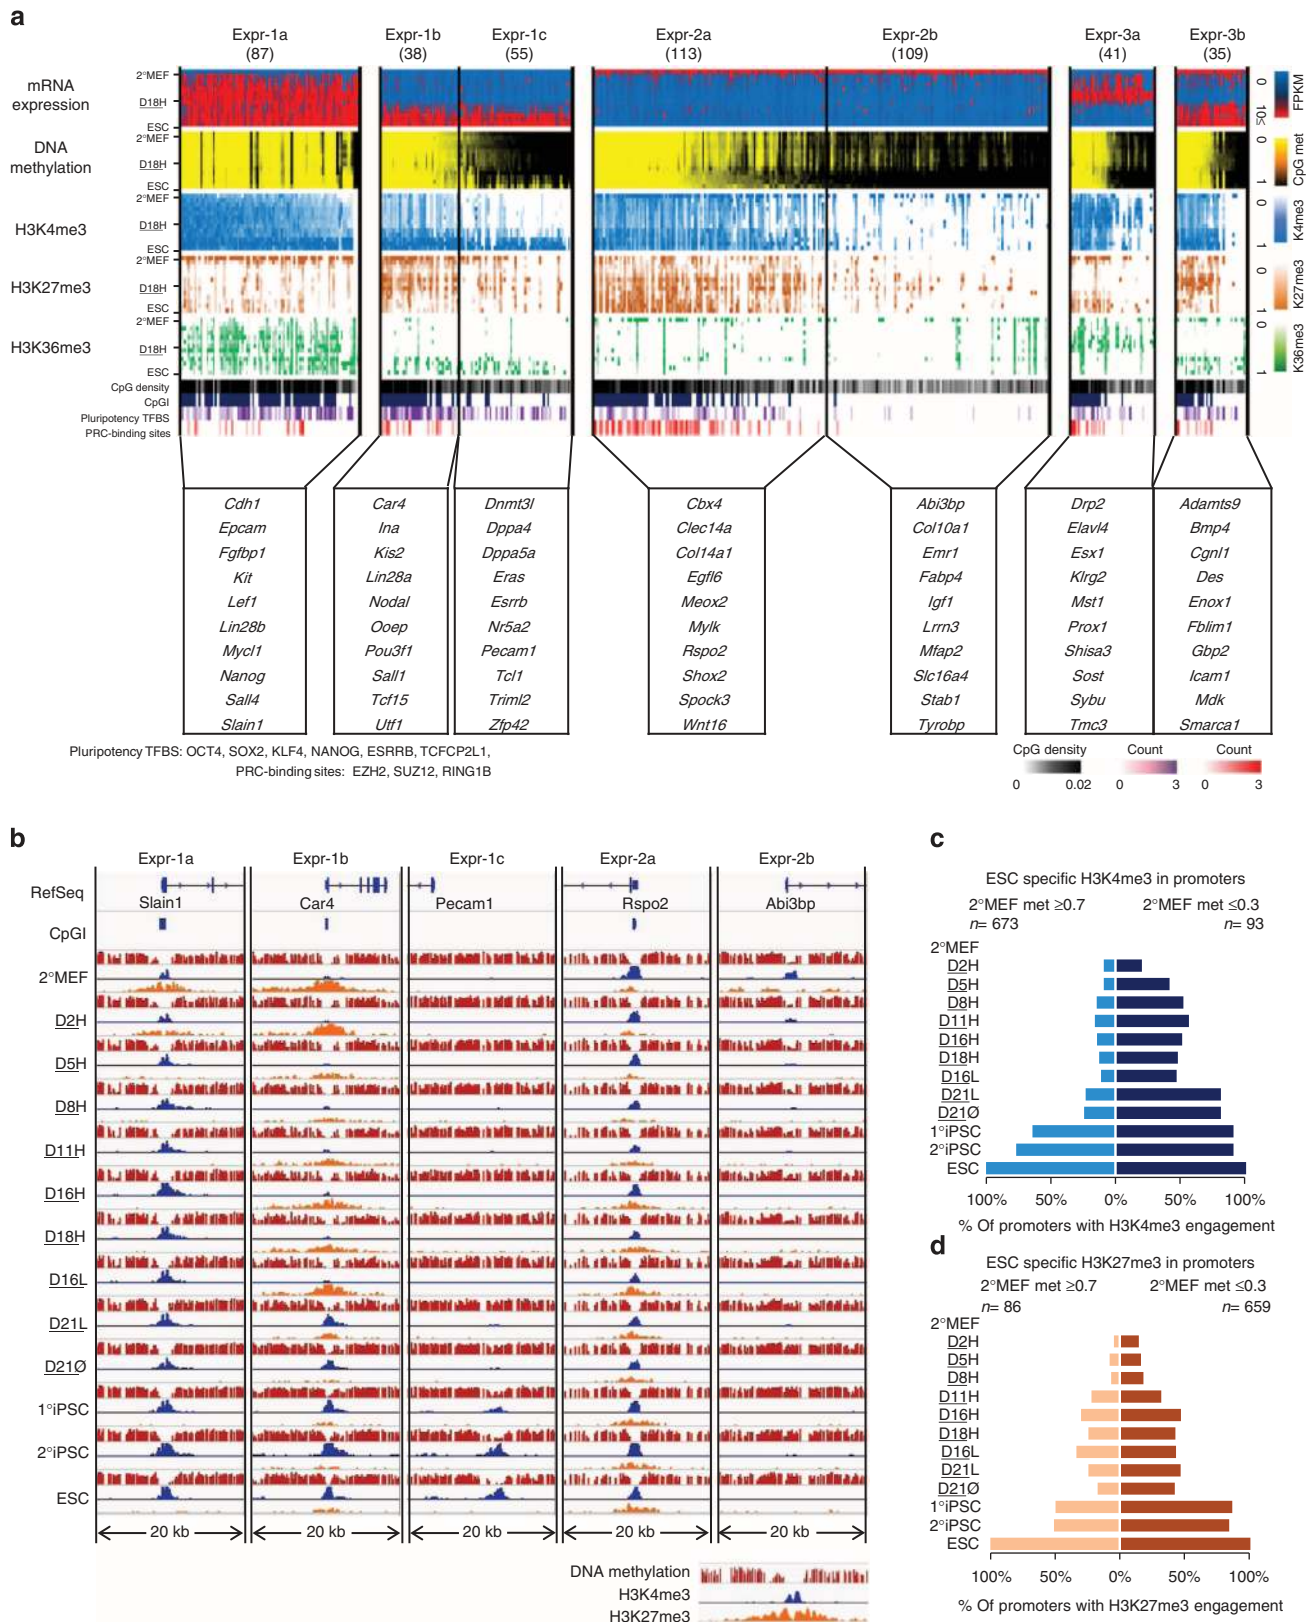 a
Expr-1a
(87)
Expr-1b
(38)
Expr-1c
(55)
Expr-2a
(113)
Expr-2b
(109)
Expr-3a
(41)
Expr-3b
(35)
mRNA
expression
2°MEF
D18H
ESC
0
≥10
FPKM
DNA
methylation
2°MEF
D18H
ESC
0
1
CpG met
H3K4me3
2°MEF
D18H
ESC
0
1
K4me3
H3K27me3
2°MEF
D18H
ESC
0
1
K27me3
H3K36me3
2°MEF
D18H
ESC
0
1
K36me3
CpG density
CpGI
Pluripotency TFBS
PRC-binding sites
Cdh1
Epcam
Fgfbp1
Kit
Lef1
Lin28b
Mycl1
Nanog
Sall4
Slain1
Car4
Ina
Kis2
Lin28a
Nodal
Ooep
Pou3f1
Sall1
Tcf15
Utf1
Dnmt3l
Dppa4
Dppa5a
Eras
Esrrb
Nr5a2
Pecam1
Tcl1
Triml2
Zfp42
Cbx4
Clec14a
Col14a1
Egfl6
Meox2
Mylk
Rspo2
Shox2
Spock3
Wnt16
Abi3bp
Col10a1
Emr1
Fabp4
Igf1
Lrrn3
Mfap2
Slc16a4
Stab1
Tyrobp
Drp2
Elavl4
Esx1
Klrg2
Mst1
Prox1
Shisa3
Sost
Sybu
Tmc3
Adamts9
Bmp4
Cgnl1
Des
Enox1
Fblim1
Gbp2
Icam1
Mdk
Smarca1
Pluripotency TFBS: OCT4, SOX2, KLF4, NANOG, ESRRB, TCFCP2L1,
PRC-binding sites: EZH2, SUZ12, RING1B
CpG density
0 0.02
Count
0 3
Count
0 3
b
Expr-1a
Expr-1b
Expr-1c
Expr-2a
Expr-2b
RefSeq
Slain1
Car4
Pecam1
Rspo2
Abi3bp
CpGI
2°MEF
D2H
D5H
D8H
D11H
D16H
D18H
D16L
D21L
D21Ø
1°iPSC
2°iPSC
ESC
20 kb
20 kb
20 kb
20 kb
20 kb
DNA methylation
H3K4me3
H3K27me3
c
ESC specific H3K4me3 in promoters
2°MEF met ≥0.7
n= 673
2°MEF met ≤0.3
n= 93
2°MEF
D2H
D5H
D8H
D11H
D16H
D18H
D16L
D21L
D21Ø
1°iPSC
2°iPSC
ESC
100% 50% 0% 50% 100%
% Of promoters with H3K4me3 engagement
d
ESC specific H3K27me3 in promoters
2°MEF met ≥0.7
n= 86
2°MEF met ≤0.3
n= 659
2°MEF
D2H
D5H
D8H
D11H
D16H
D18H
D16L
D21L
D21Ø
1°iPSC
2°iPSC
ESC
100% 50% 0% 50% 100%
% Of promoters with H3K27me3 engagement